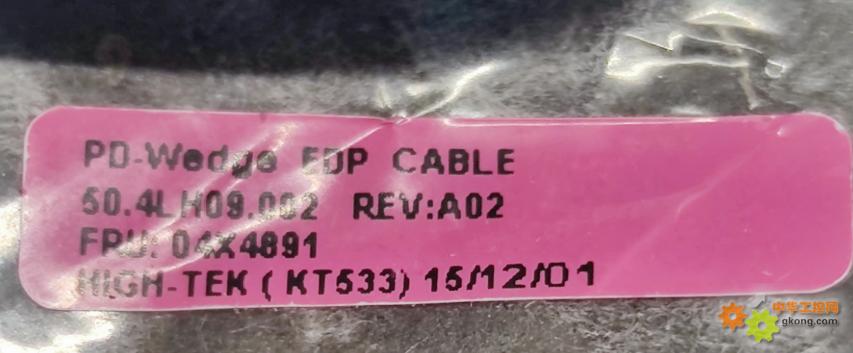 PD-Wedge EDP CABLE
50.4LH09.002 REV:A02
FRU: 04X4891
HIGH-TEK ( KT533) 15/12/01
中华工控网
gkong.com